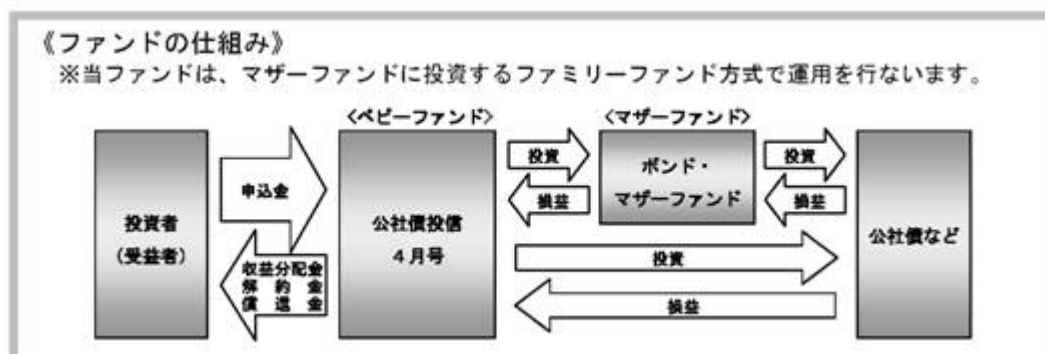 《ファンドの仕組み》
※当ファンドは、マザーファンドに投資するファミリーファンド方式で運用を行ないます。
〈ベビーファンド〉
〈マザーファンド〉
投資者
(受益者)
申込金
収益分配金
解約金
償還金
公社債投信
4月号
投資
損益
ボンド・
マザーファンド
投資
損益
投資
損益
公社債など